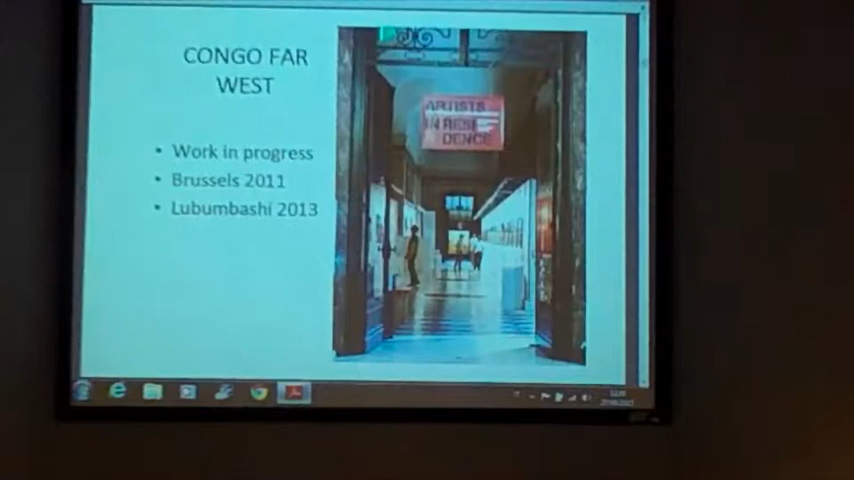 CONGO FAR
WEST
• Work in progress
• Brussels 2011
• Lubumbashi 2013
ARTISTS
IN RESI
DENCE